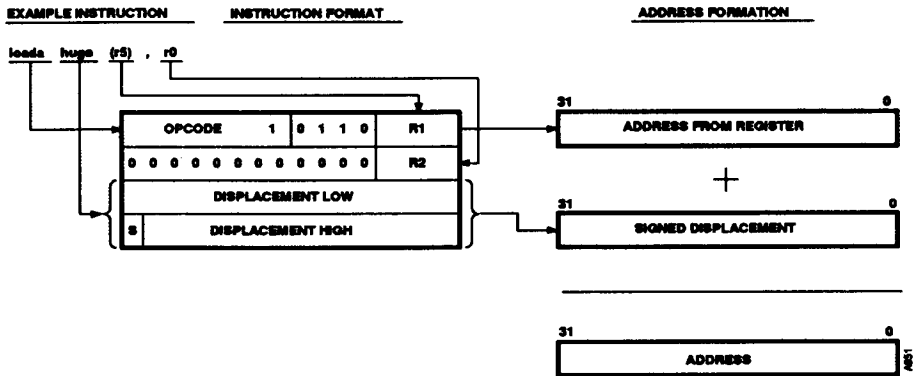 EXAMPLE INSTRUCTION
INSTRUCTION FORMAT
ADDRESS FORMATION
loada huge (r5) , r0
OPCODE 1 0 1 1 0 R1
0 0 0 0 0 0 0 0 0 0 0 0 R2
DISPLACEMENT LOW
S DISPLACEMENT HIGH
31 0
ADDRESS FROM REGISTER
+
31 0
SIGNED DISPLACEMENT
31 0
ADDRESS
A651